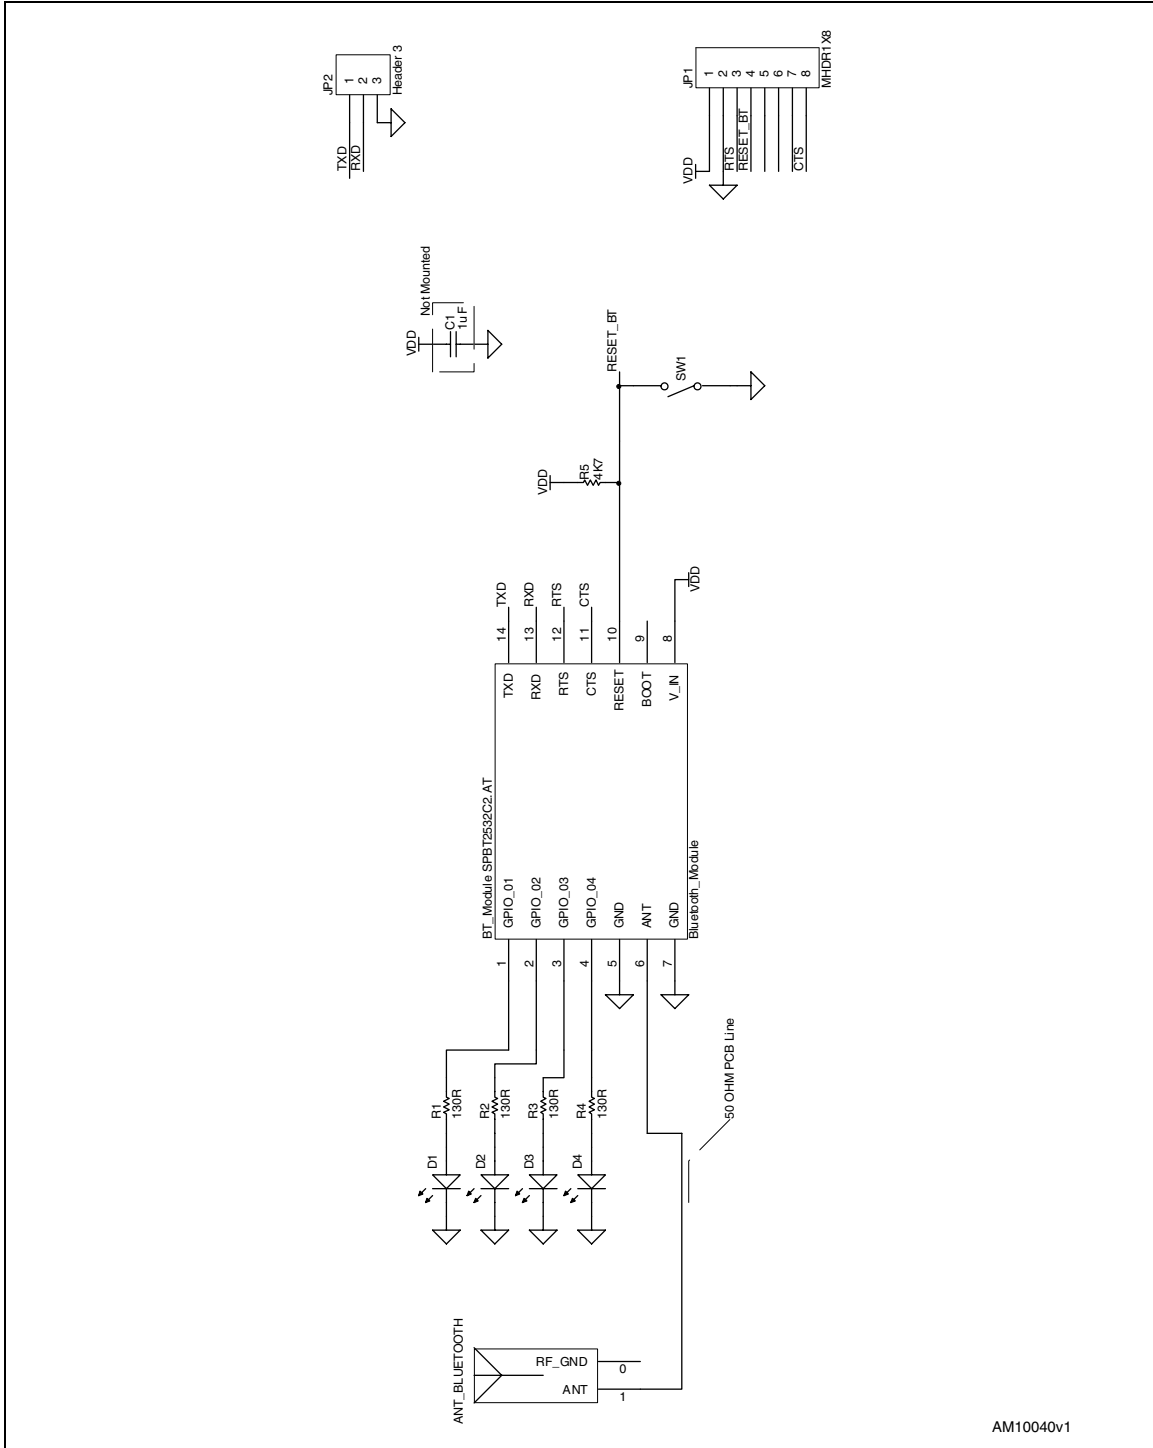 JP2
1
2
3
Header 3
TXD
RXD
JP1
1
2
3
4
5
6
7
8
MHDR1X8
VDD
RTS
RESET_BT
CTS
Not Mounted
VDD
C1
1uF
RESET_BT
SW1
VDD
R5
4K7
TXD
RXD
RTS
CTS
14
13
12
11
10
9
8
VDD
TXD
RXD
RTS
CTS
RESET
BOOT
V_IN
BT_Module SPBT2532C2.AT
GPIO_01
GPIO_02
GPIO_03
GPIO_04
GND
ANT
GND
Bluetooth_Module
1
2
3
4
5
6
7
R1
130R
R2
130R
R3
130R
R4
130R
50 OHM PCB Line
D1
D2
D3
D4
ANT_BLUETOOTH
RF_GND
0
ANT
1
AM10040v1